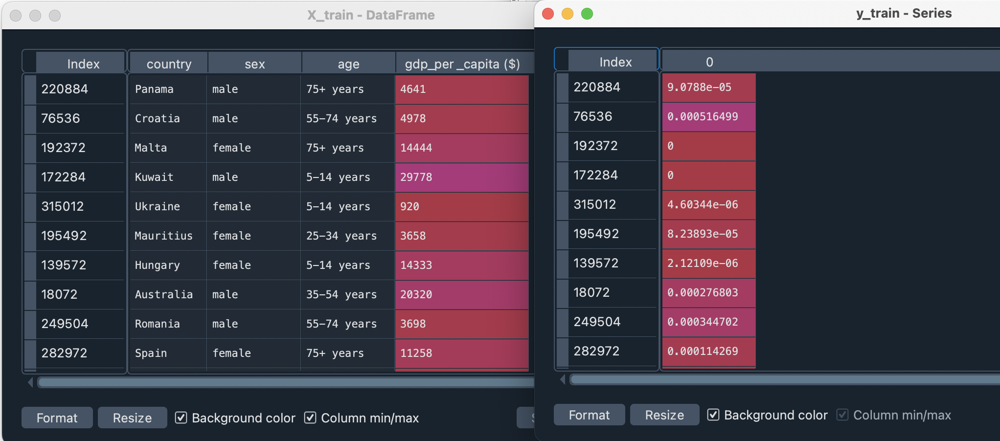 X_train - DataFrame
Index country sex age gdp_per _capita ($)
220884 Panama male 75+ years 4641
76536 Croatia male 55-74 years 4978
192372 Malta female 75+ years 14444
172284 Kuwait male 5-14 years 29778
315012 Ukraine female 5-14 years 920
195492 Mauritius female 25-34 years 3658
139572 Hungary female 5-14 years 14333
18072 Australia male 35-54 years 20320
249504 Romania male 55-74 years 3698
282972 Spain female 75+ years 11258
Format Resize Background color Column min/max
y_train - Series
Index 0
220884 9.0788e-05
76536 0.000516499
192372 0
172284 0
315012 4.60344e-06
195492 8.23893e-05
139572 2.12109e-06
18072 0.000276803
249504 0.000344702
282972 0.000114269
Format Resize Background color Column min/max